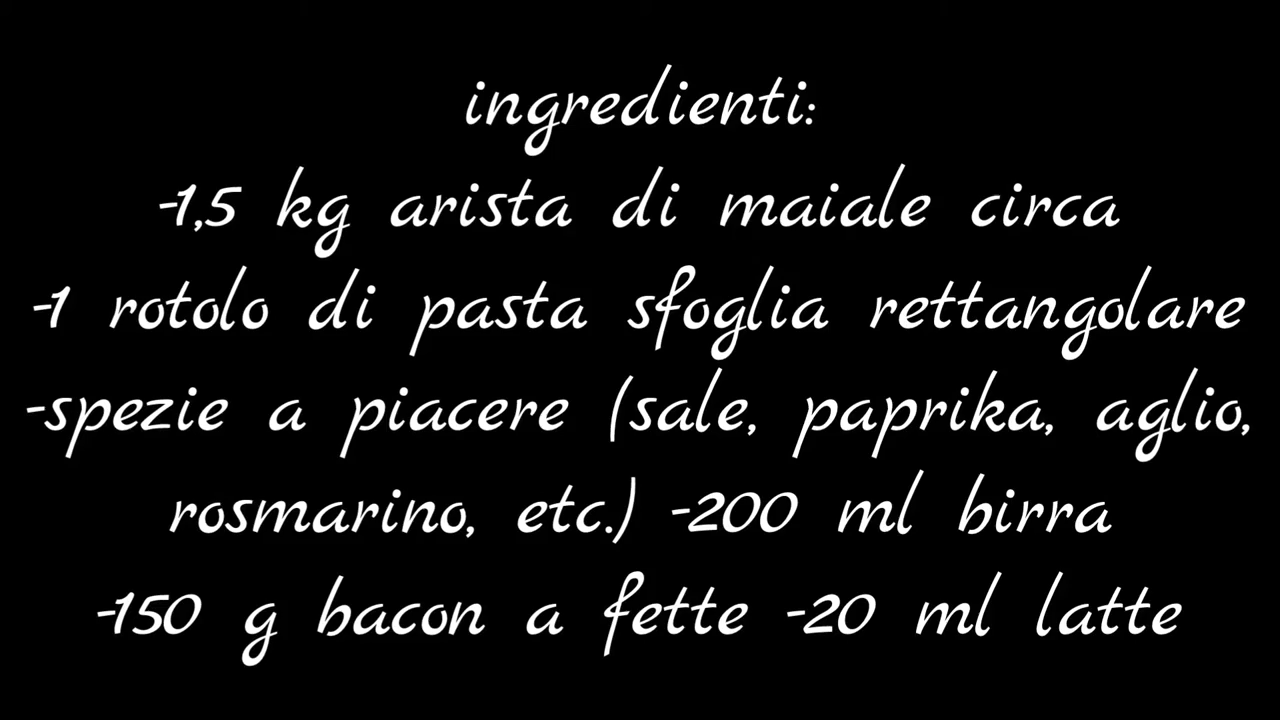 ingredienti:
-1,5 kg arista di maiale circa
-1 rotolo di pasta sfoglia rettangolare
-spezie a piacere (sale, paprika, aglio,
rosmarino, etc.) -200 ml birra
-150 g bacon a fette -20 ml latte